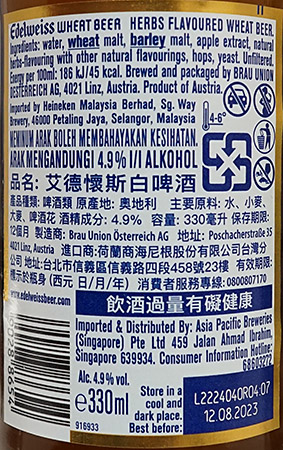 Edelweiss WHEAT BEER HERBS FLAVOURED WHEAT BEER.
Ingredients: water, wheat malt, barley malt, apple extract, natural
herbs-flavouring with other natural flavourings, hops, yeast. Unfiltered.
Energy per 100ml: 186 kJ/45 kcal. Brewed and packaged by BRAU UNION
ÖSTERREICH AG, 4021 Linz, Austria. Product of Austria.
Imported by Heineken Malaysia Berhad, Sg. Way
Brewery, 46000 Petaling Jaya, Selangor, Malaysia
4-6°
MEMINUM ARAK BOLEH MEMBAHAYAKAN KESIHATAN.
ARAK MENGANDUNGI 4.9% I/I ALKOHOL
品名: 艾德懷斯白啤酒
產品種類: 啤酒類 原產地: 奧地利 主要原料: 水、小麥、
大麥、啤酒花 酒精成分: 4.9% 容量: 330毫升 保存期限:
12個月 製造商: Brau Union Österreich AG 地址: Poschacherstraße 35
4021 Linz, Austria 進口商: 荷蘭商海尼根股份有限公司台灣分
公司 地址: 台北市信義區信義路四段458號23樓 有效期限:
標示於瓶身 (西元 日/月/年) 消費者服務專線: 0800807170
www.edelweissbeer.com
飲酒過量有礙健康
Imported & Distributed By: Asia Pacific Breweries
(Singapore) Pte Ltd 459 Jalan Ahmad Ibrahim,
Singapore 639934. Consumer Information Hotline:
Alc. 4.9% vol.
e330ml
916933
Store in a
cool and
dark place.
Best before:
L2224040R04:07
12.08.2023